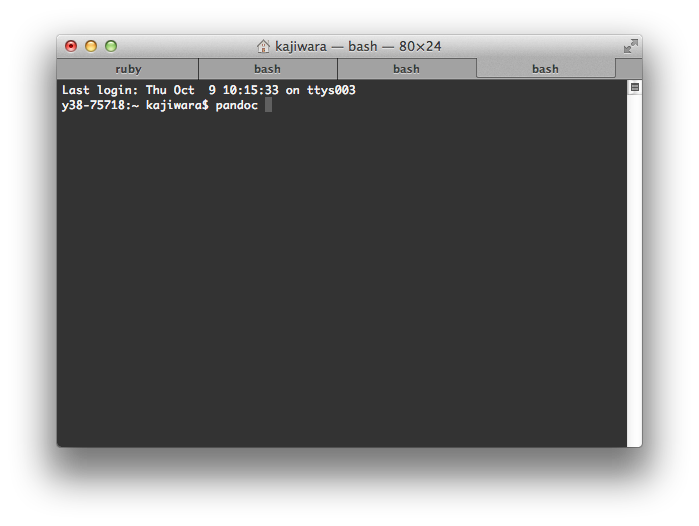 kajiwara — bash — 80×24
ruby bash bash bash
Last login: Thu Oct  9 10:15:33 on ttys003
y38-75718:~ kajiwara$ pandoc